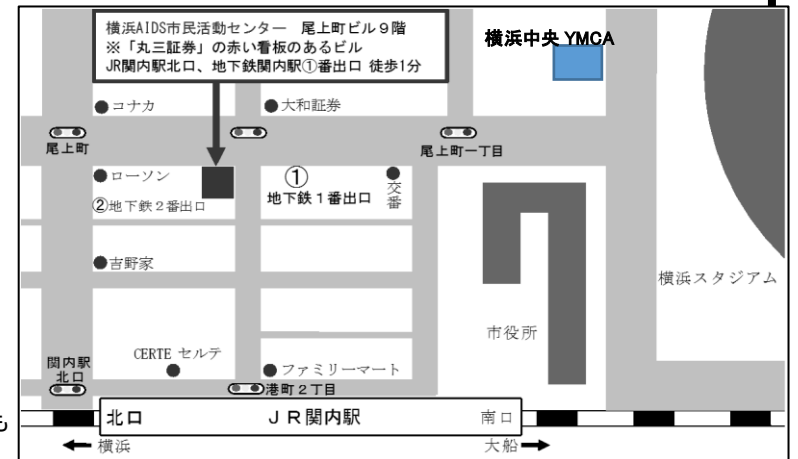 横浜AIDS市民活動センター 尾上町ビル９階
※「丸三証券」の赤い看板のあるビル
JR関内駅北口、地下鉄関内駅①番出口 徒歩1分
横浜中央 YMCA
コナカ
大和証券
尾上町
尾上町一丁目
ローソン
①
地下鉄１番出口
交番
②地下鉄２番出口
吉野家
横浜スタジアム
市役所
CERTE セルテ
ファミリーマート
関内駅
北口
港町２丁目
北口
ＪＲ関内駅
南口
も
横浜
大船